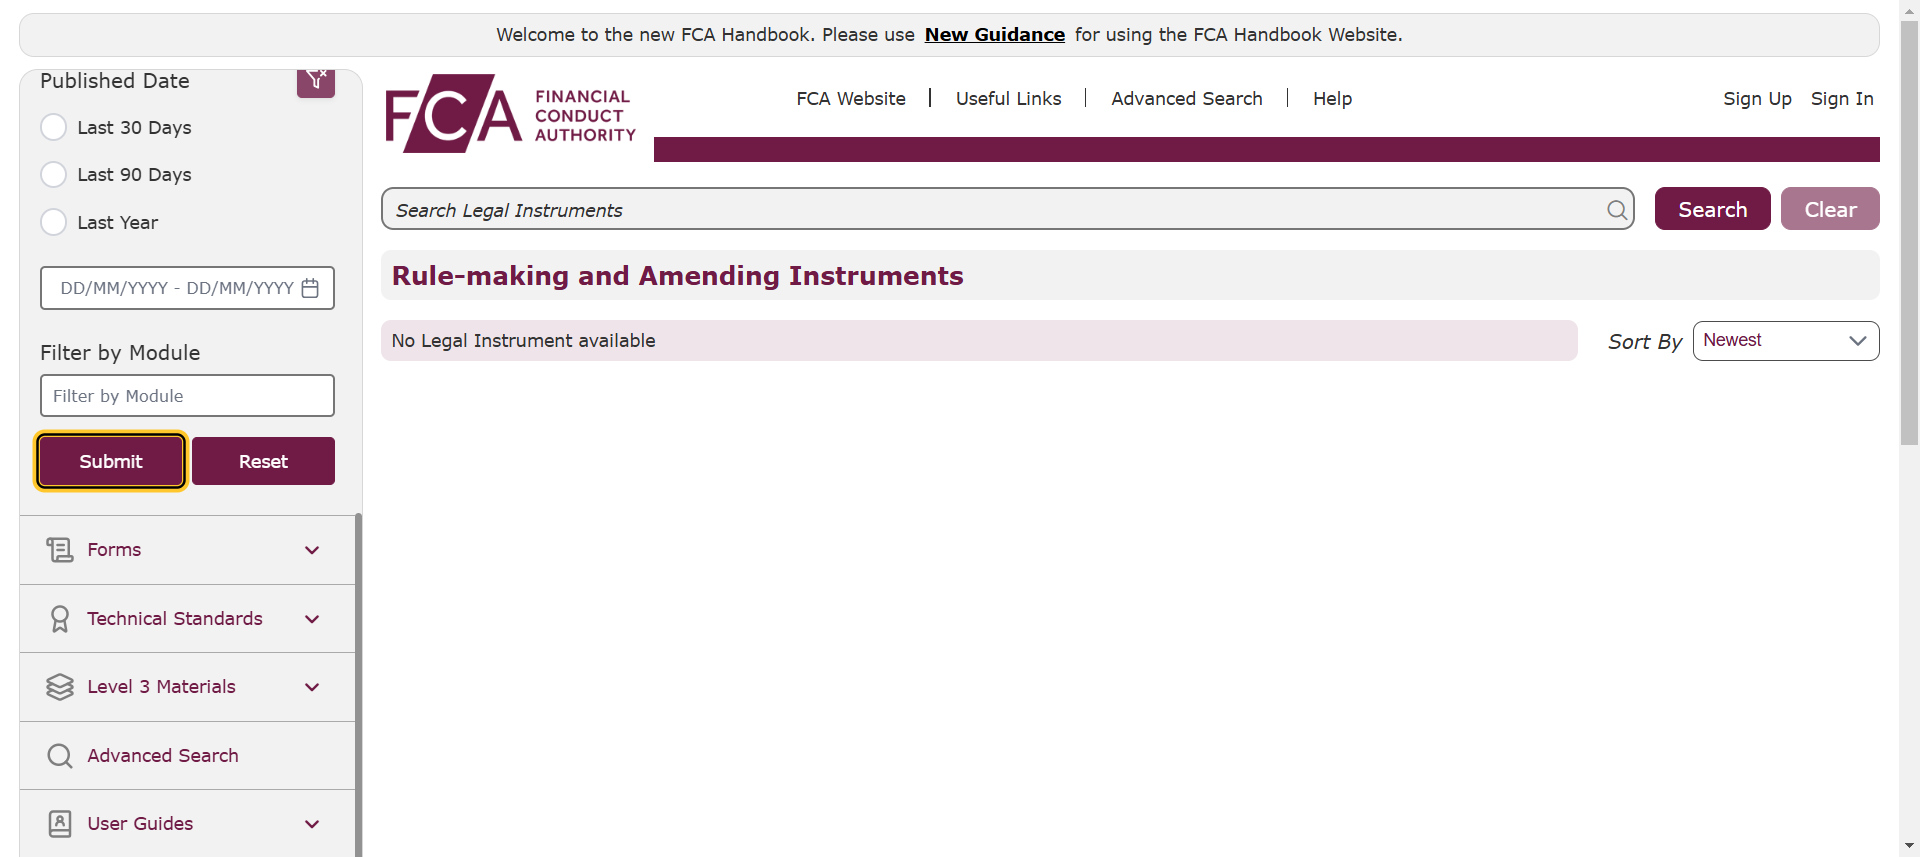 Welcome to the new FCA Handbook. Please use New Guidance for using the FCA Handbook Website.
Published Date
Last 30 Days
Last 90 Days
Last Year
DD/MM/YYYY - DD/MM/YYYY
Filter by Module
Filter by Module
Submit
Reset
Forms
Technical Standards
Level 3 Materials
Advanced Search
User Guides
FCA FINANCIAL
CONDUCT
AUTHORITY
FCA Website
Useful Links
Advanced Search
Help
Sign Up
Sign In
Search Legal Instruments
Search
Clear
Rule-making and Amending Instruments
No Legal Instrument available
Sort By
Newest